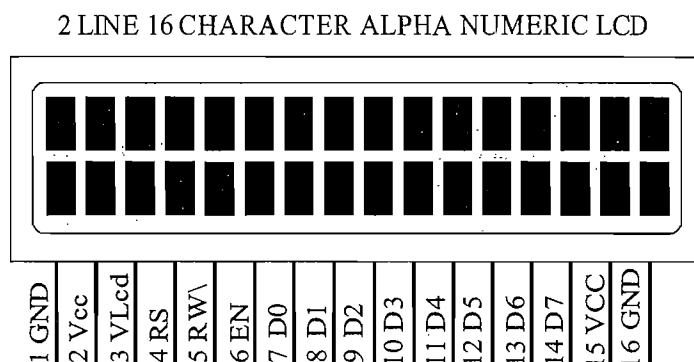 2 LINE 16 CHARACTER ALPHA NUMERIC LCD
1 GND
2 Vcc
3 VLcd
4 RS
5 RW\
6 EN
7 D0
8 D1
9 D2
10 D3
11 D4
12 D5
13 D6
14 D7
15 VCC
16 GND